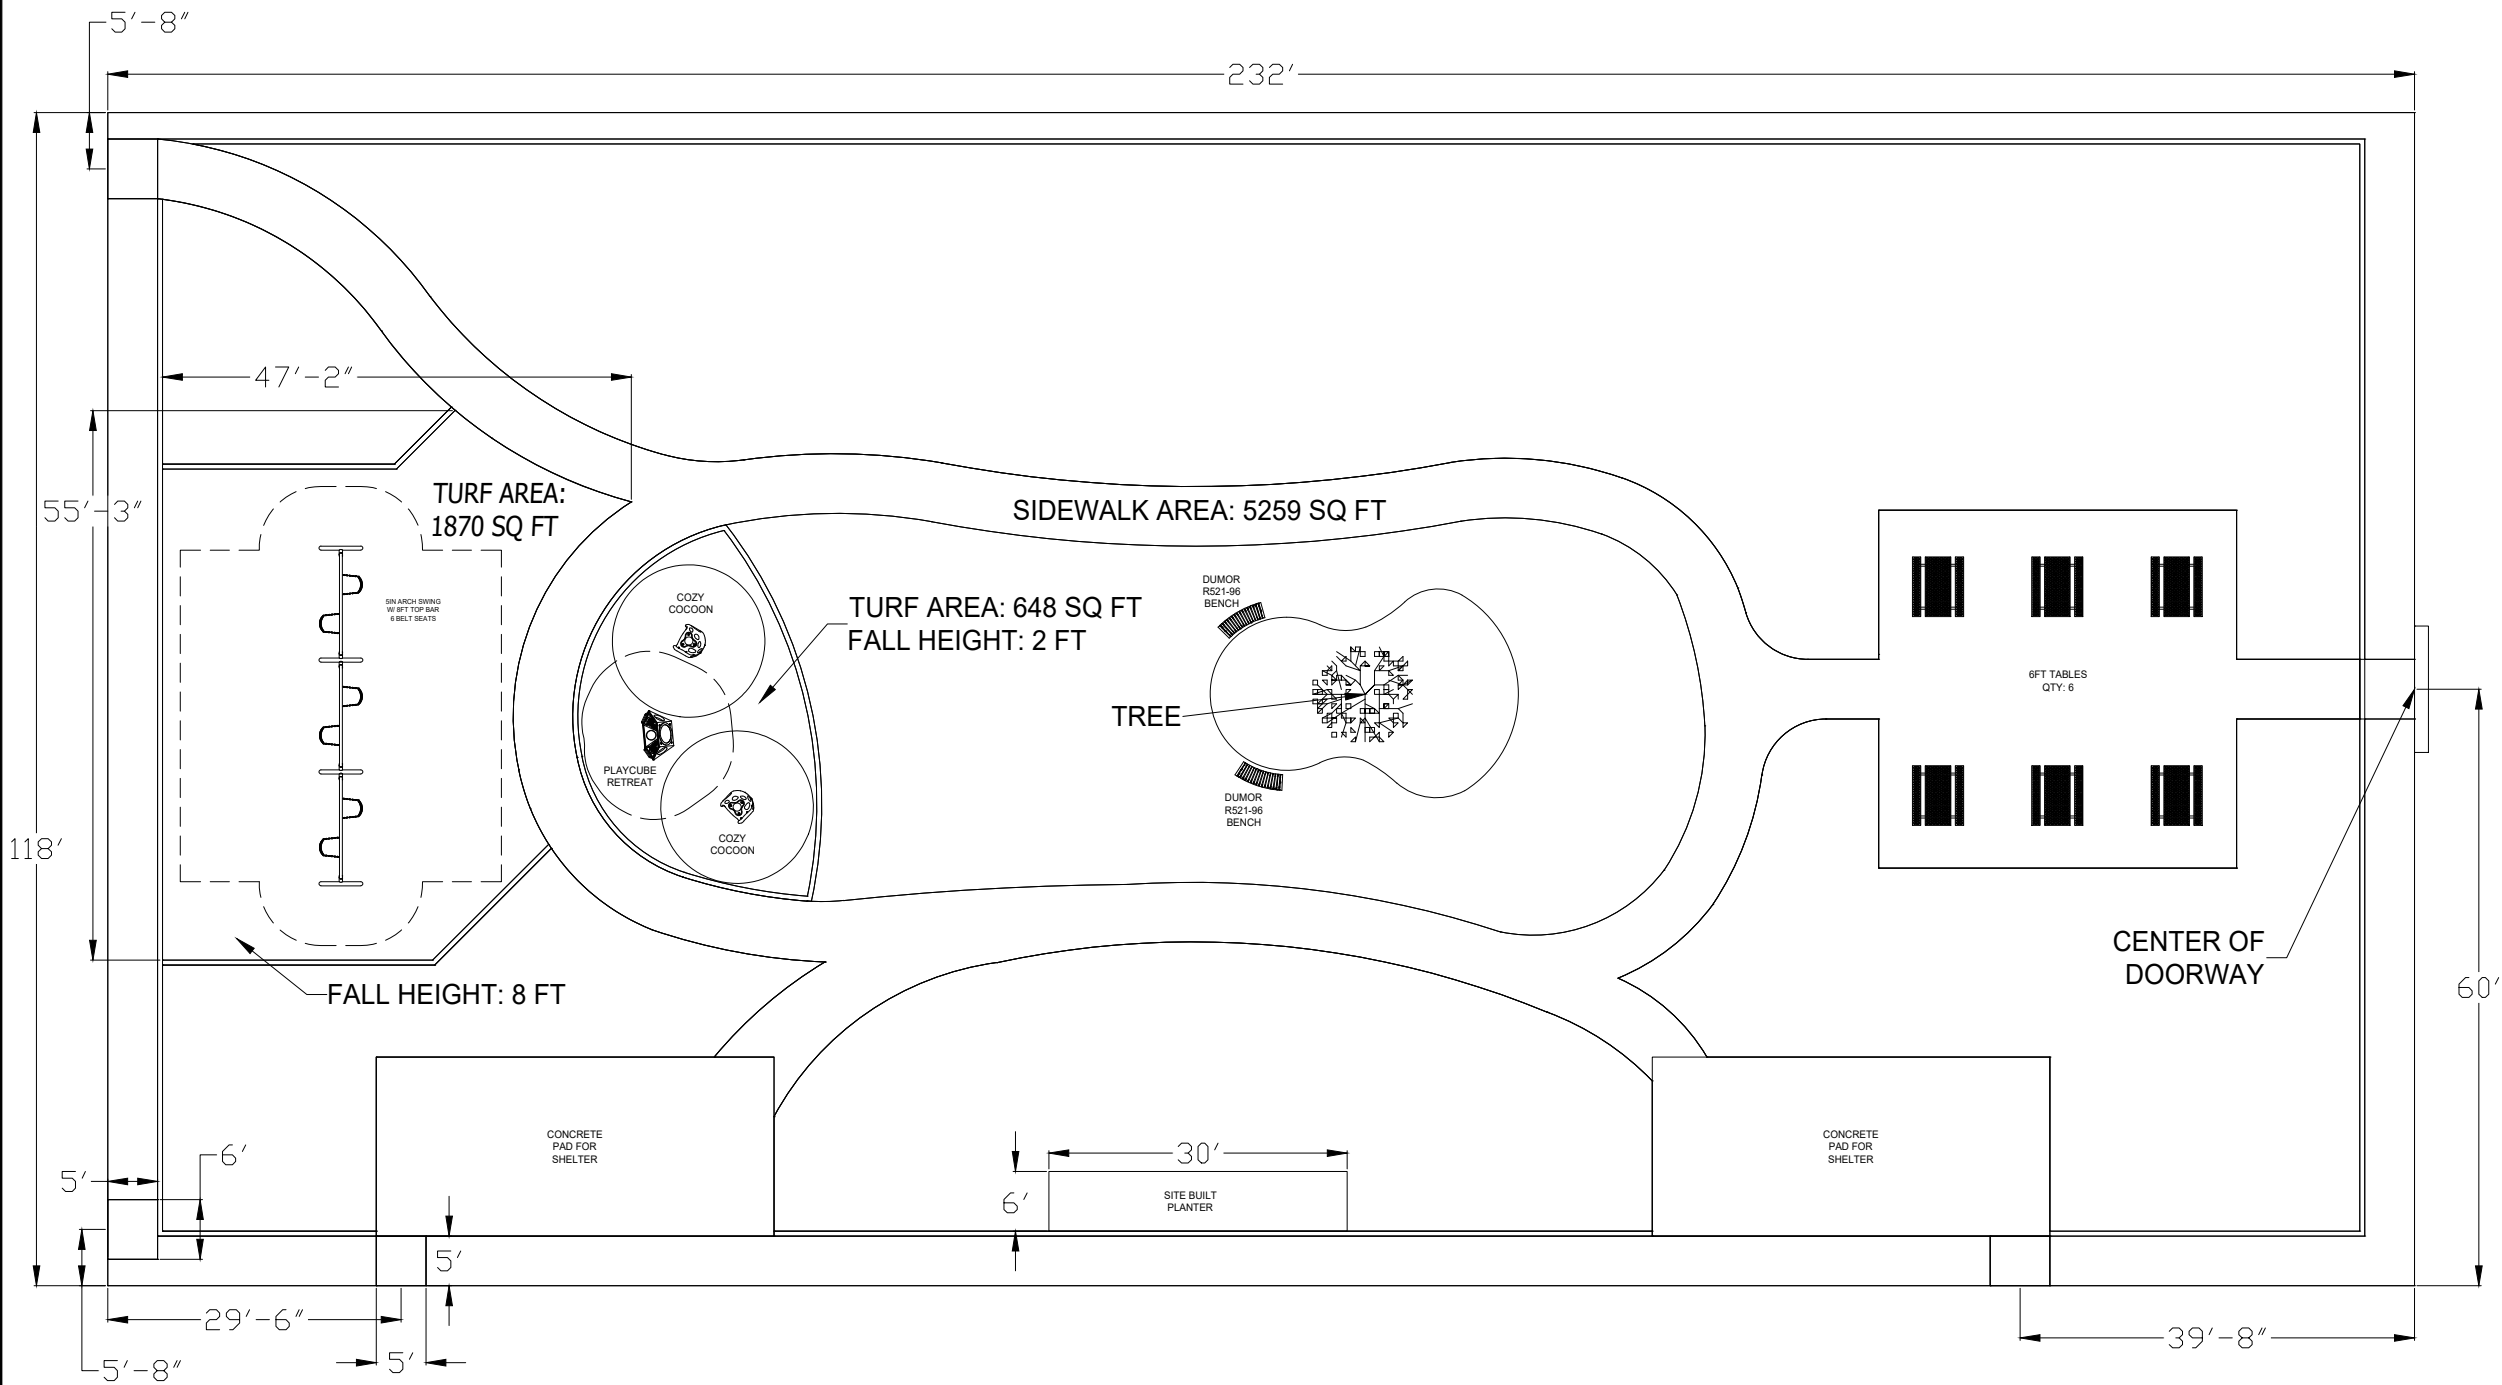 5'-8"
232'
47'-2"
55'-3"
TURF AREA:
1870 SQ FT
SIDEWALK AREA: 5259 SQ FT
5IN ARCH SWING
W/ 8FT TOP BAR
6 BELT SEATS
COZY
COCOON
TURF AREA: 648 SQ FT
FALL HEIGHT: 2 FT
DUMOR
R521-96
BENCH
TREE
6FT TABLES
QTY: 6
PLAYCUBE
RETREAT
DUMOR
R521-96
BENCH
COZY
COCOON
118'
CENTER OF
DOORWAY
FALL HEIGHT: 8 FT
60'
CONCRETE
PAD FOR
SHELTER
CONCRETE
PAD FOR
SHELTER
6'
30'
5'
6'
SITE BUILT
PLANTER
5'
29'-6"
39'-8"
5'-8"
5'